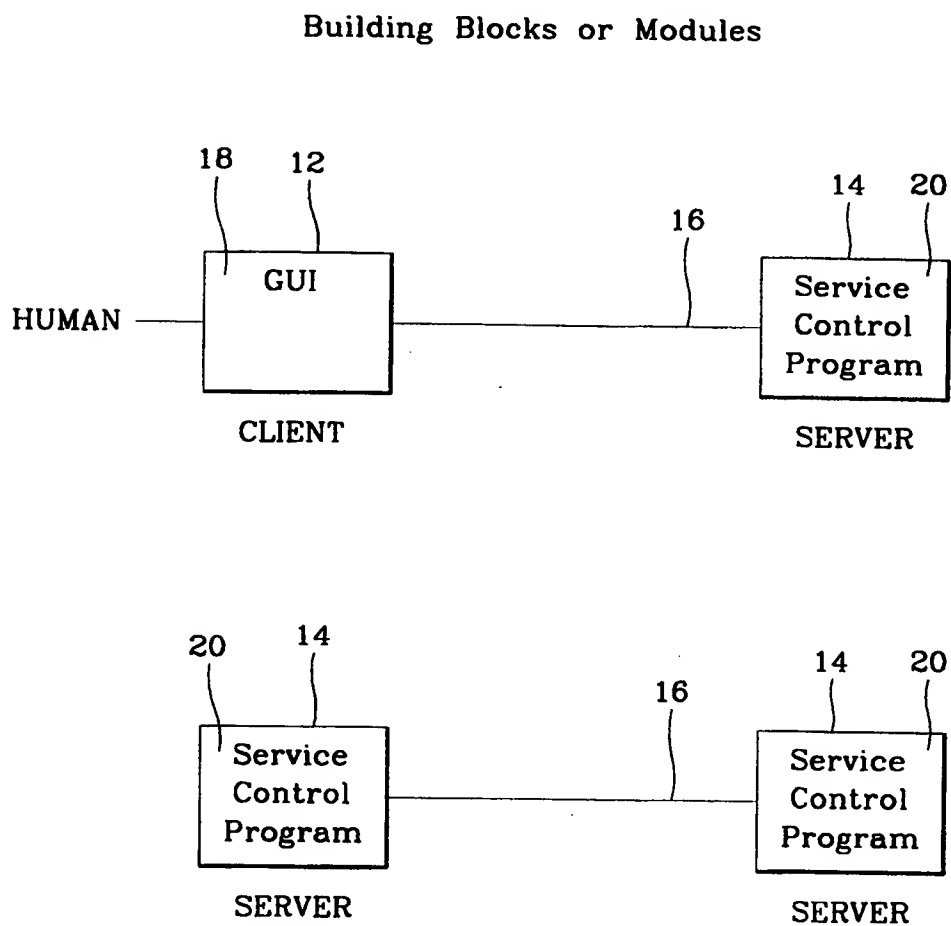 Building Blocks or Modules
18 12 14 20
16
GUI
HUMAN
Service
Control
Program
CLIENT
SERVER
20 14 14 20
16
Service
Control
Program
Service
Control
Program
SERVER
SERVER